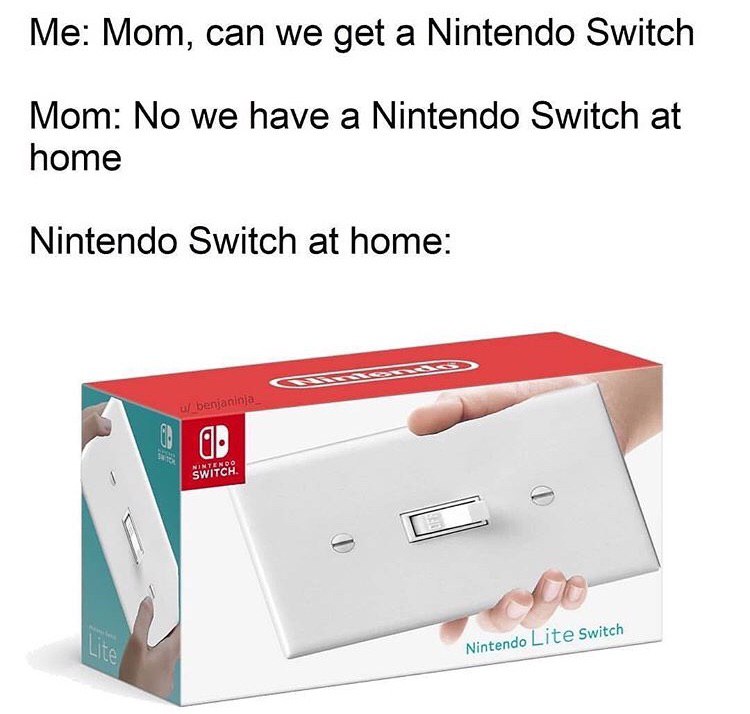 Me: Mom, can we get a Nintendo Switch
Mom: No we have a Nintendo Switch at
home
Nintendo Switch at home:
Nintendo
u/_benjaninja_
NINTENDO
SWITCH.
SWITCH
Lite
Nintendo Lite Switch